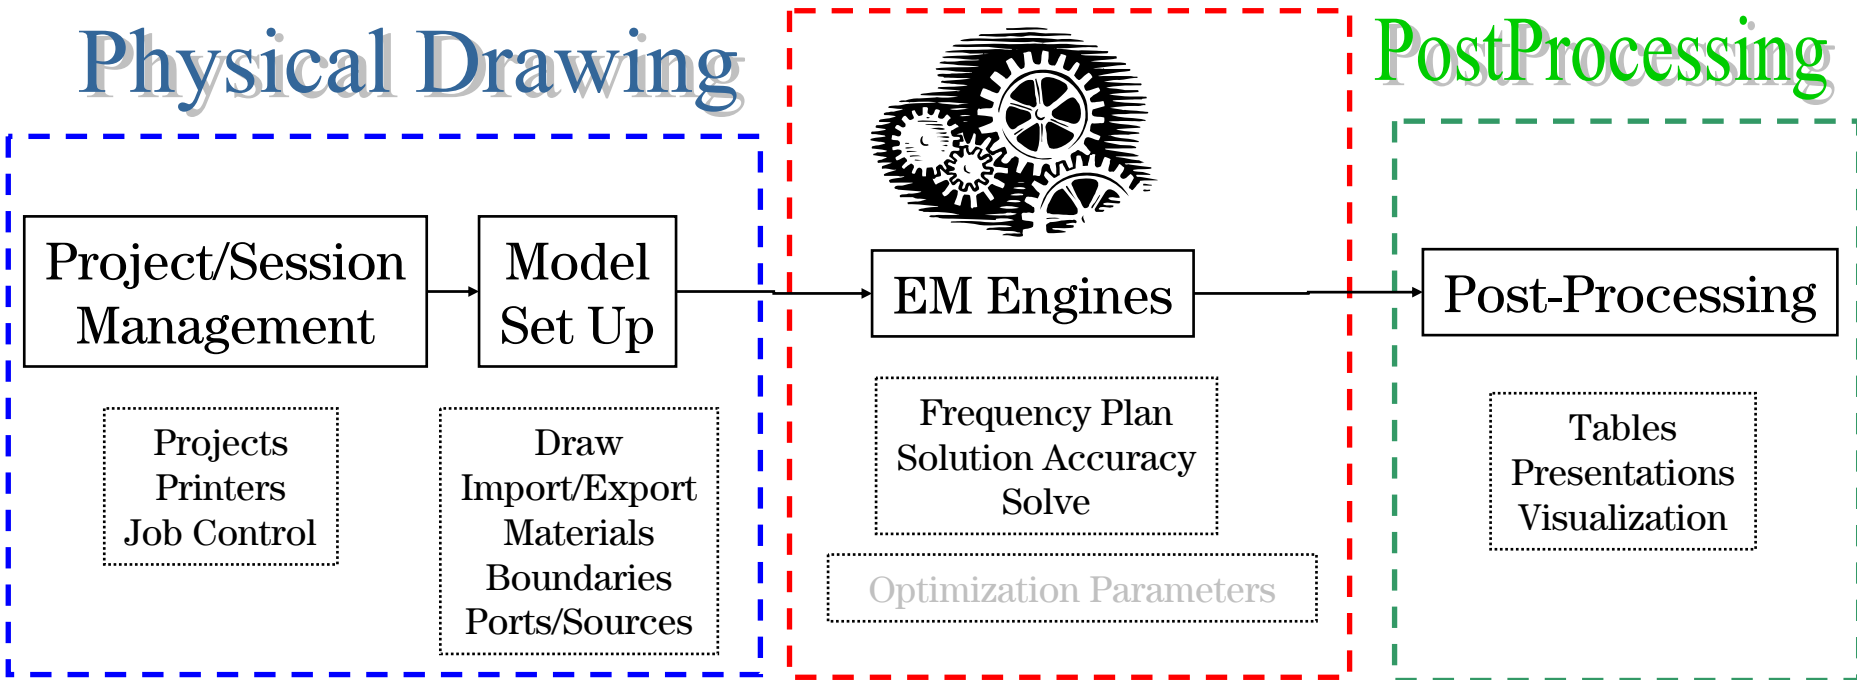 Physical Drawing
PostProcessing
Project/Session
Management
Model
Set Up
EM Engines
Post-Processing
Projects
Printers
Job Control
Draw
Import/Export
Materials
Boundaries
Ports/Sources
Frequency Plan
Solution Accuracy
Solve
Optimization Parameters
Tables
Presentations
Visualization